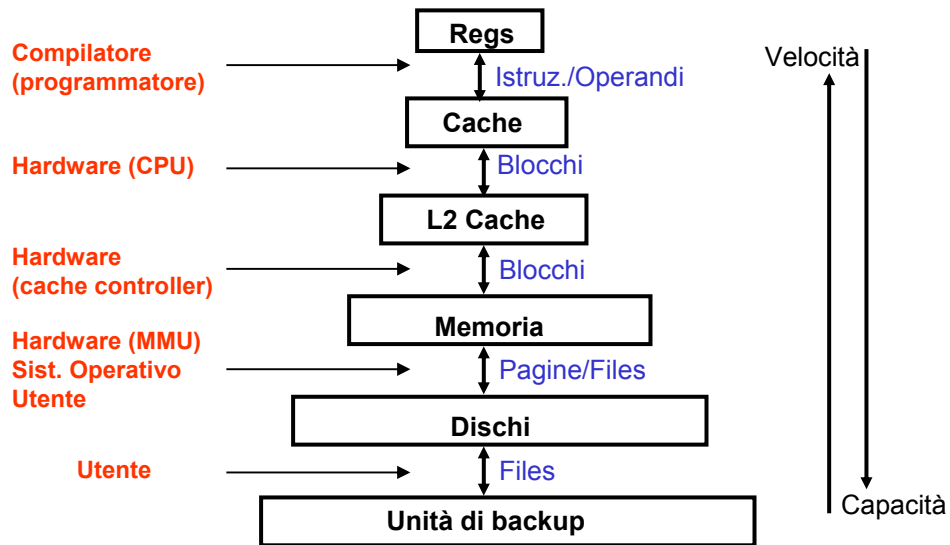 Regs
Compilatore
(programmatore)
Istruz./Operandi
Velocità
Cache
Hardware (CPU)
Blocchi
L2 Cache
Hardware
(cache controller)
Blocchi
Memoria
Hardware (MMU)
Sist. Operativo
Utente
Pagine/Files
Dischi
Utente
Files
Capacità
Unità di backup